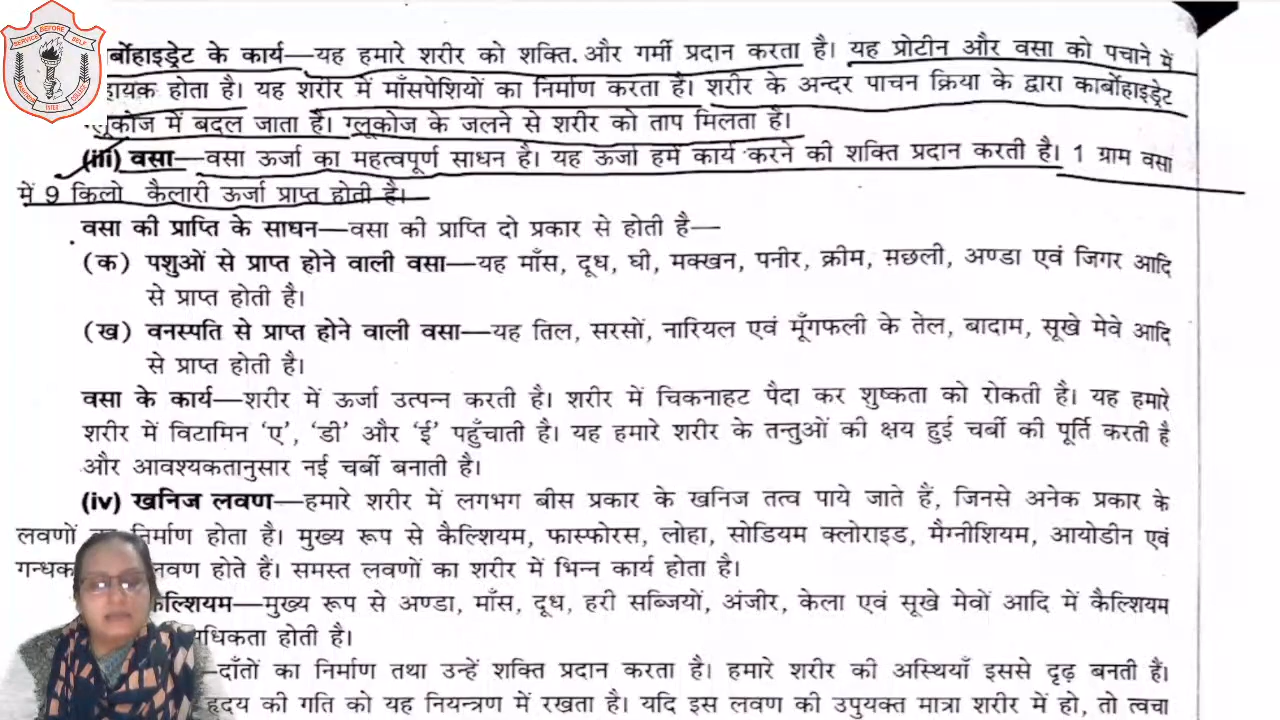 SERVICE BEFORE SELF
र्बोहाइड्रेट के कार्य—यह हमारे शरीर को शक्ति और गर्मी प्रदान करता है। यह प्रोटीन और वसा को पचाने में
हायक होता है। यह शरीर में माँसपेशियों का निर्माण करता है। शरीर के अन्दर पाचन क्रिया के द्वारा कार्बोहाइड्रेट
लूकोज में बदल जाता है। ग्लूकोज के जलने से शरीर को ताप मिलता है।
(iii) वसा—वसा ऊर्जा का महत्वपूर्ण साधन है। यह ऊर्जा हमें कार्य करने की शक्ति प्रदान करती है। 1 ग्राम वसा
में 9 किलो कैलारी ऊर्जा प्राप्त होती है।
वसा की प्राप्ति के साधन—वसा की प्राप्ति दो प्रकार से होती है—
(क) पशुओं से प्राप्त होने वाली वसा—यह माँस, दूध, घी, मक्खन, पनीर, क्रीम, मछली, अण्डा एवं जिगर आदि
से प्राप्त होती है।
(ख) वनस्पति से प्राप्त होने वाली वसा—यह तिल, सरसों, नारियल एवं मूँगफली के तेल, बादाम, सूखे मेवे आदि
से प्राप्त होती है।
वसा के कार्य—शरीर में ऊर्जा उत्पन्न करती है। शरीर में चिकनाहट पैदा कर शुष्कता को रोकती है। यह हमारे
शरीर में विटामिन ‘ए’, ‘डी’ और ‘ई’ पहुँचाती है। यह हमारे शरीर के तन्तुओं की क्षय हुई चर्बी की पूर्ति करती है
और आवश्यकतानुसार नई चर्बी बनाती है।
(iv) खनिज लवण—हमारे शरीर में लगभग बीस प्रकार के खनिज तत्व पाये जाते हैं, जिनसे अनेक प्रकार के
लवणों निर्माण होता है। मुख्य रूप से कैल्शियम, फास्फोरस, लोहा, सोडियम क्लोराइड, मैग्नीशियम, आयोडीन एवं
गन्धक लवण होते हैं। समस्त लवणों का शरीर में भिन्न कार्य होता है।
कैल्शियम—मुख्य रूप से अण्डा, माँस, दूध, हरी सब्जियों, अंजीर, केला एवं सूखे मेवों आदि में कैल्शियम
धिकता होती है।
—दाँतों का निर्माण तथा उन्हें शक्ति प्रदान करता है। हमारे शरीर की अस्थियाँ इससे दृढ़ बनती हैं।
हृदय की गति को यह नियन्त्रण में रखता है। यदि इस लवण की उपुयक्त मात्रा शरीर में हो, तो त्वचा